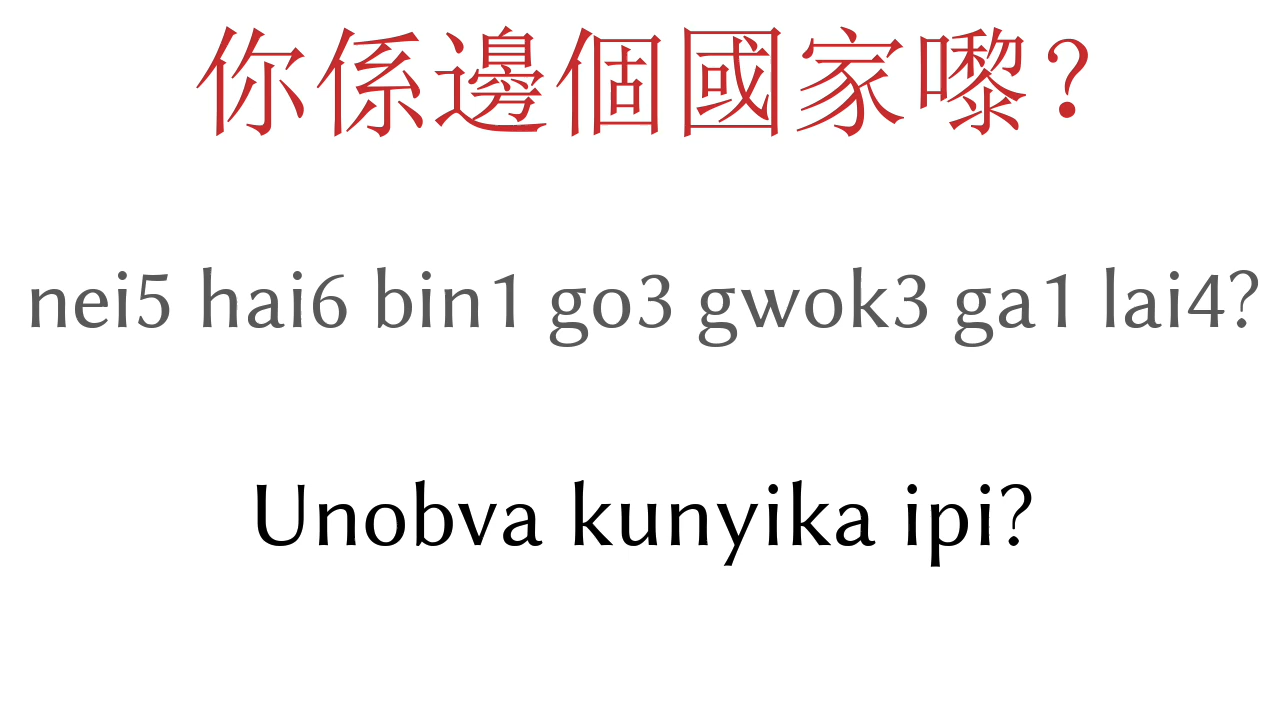 你係邊個國家嚟?
nei5 hai6 bin1 go3 gwok3 ga1 lai4?
Unobva kunyika ipi?